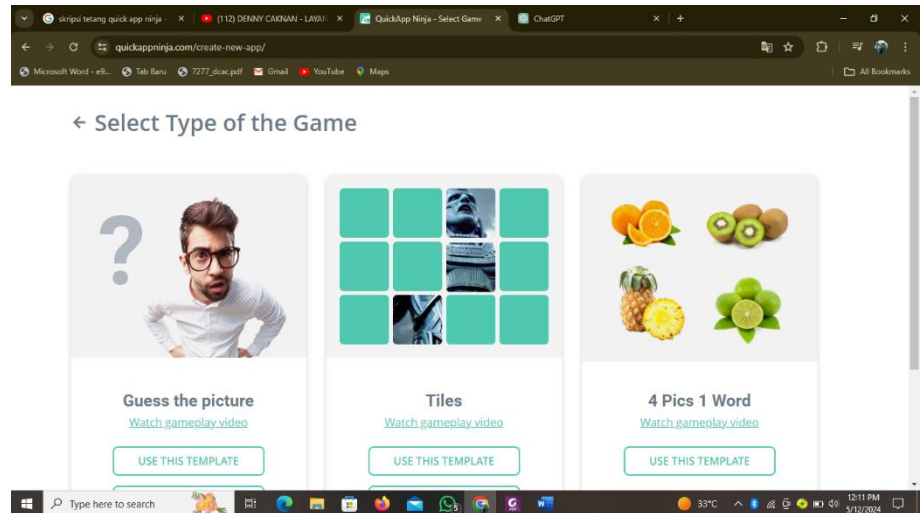 skripsi tetang quick app ninja -
(112) DENNY CAKNAN - LAYAN
QuickApp Ninja - Select Game
ChatGPT
quickappninja.com/create-new-app/
Microsoft Word - e9...
Tab Baru
7277_dcac.pdf
Gmail
YouTube
Maps
All Bookmarks
← Select Type of the Game
?
Guess the picture
Watch gameplay video
USE THIS TEMPLATE
Tiles
Watch gameplay video
USE THIS TEMPLATE
4 Pics 1 Word
Watch gameplay video
USE THIS TEMPLATE
Type here to search
33°C
12:11 PM
5/12/2024